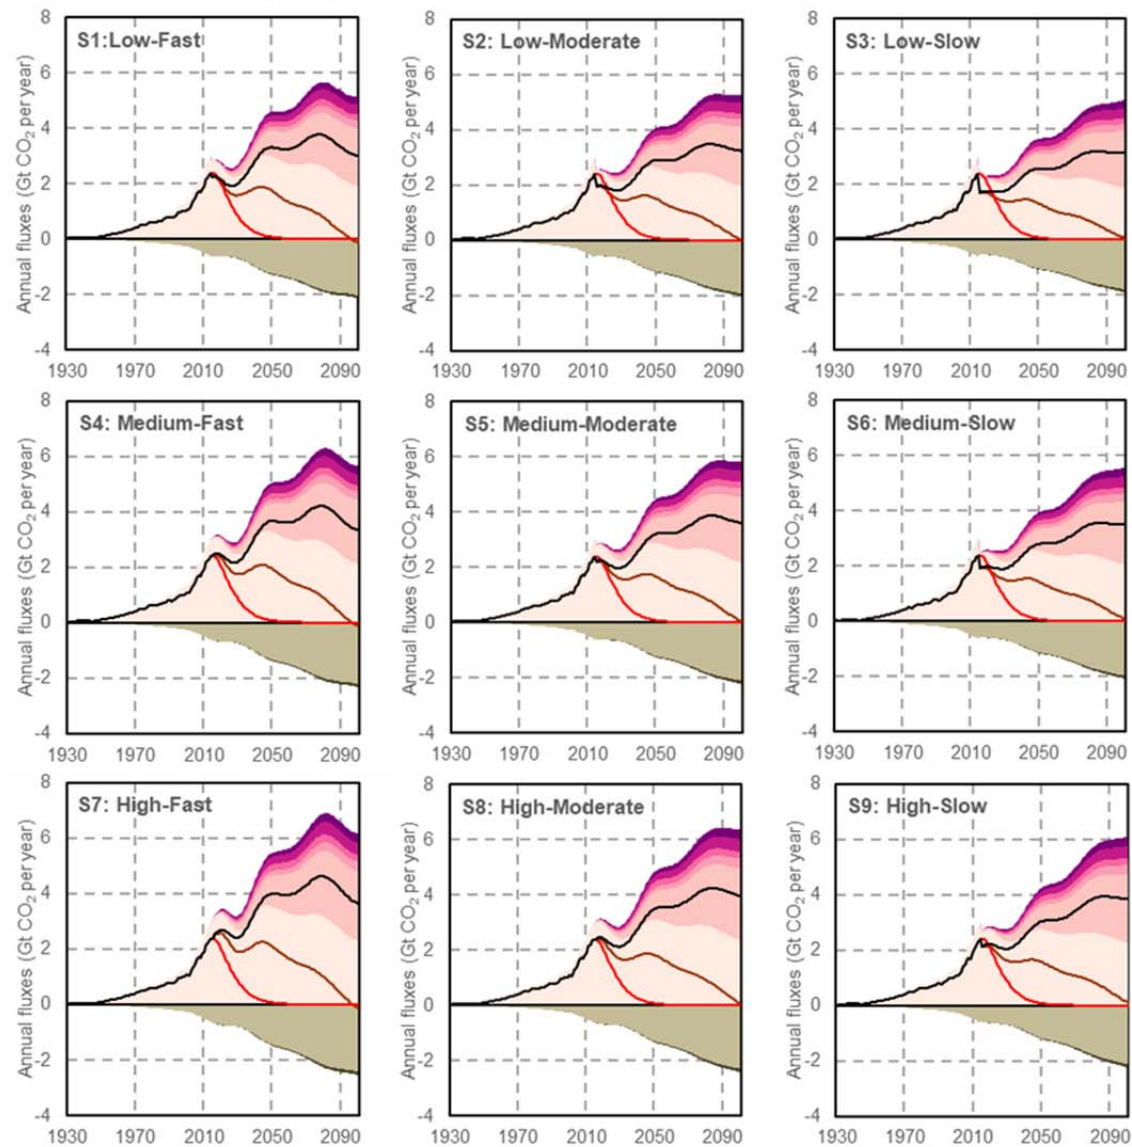 8
S1:Low-Fast
6
4
2
0
-2
-4
Annual fluxes (Gt CO₂ per year)
1930 1970 2010 2050 2090
8
S2: Low-Moderate
6
4
2
0
-2
-4
Annual fluxes (Gt CO₂ per year)
1930 1970 2010 2050 2090
8
S3: Low-Slow
6
4
2
0
-2
-4
Annual fluxes (Gt CO₂ per year)
1930 1970 2010 2050 2090
8
S4: Medium-Fast
6
4
2
0
-2
-4
Annual fluxes (Gt CO₂ per year)
1930 1970 2010 2050 2090
8
S5: Medium-Moderate
6
4
2
0
-2
-4
Annual fluxes (Gt CO₂ per year)
1930 1970 2010 2050 2090
8
S6: Medium-Slow
6
4
2
0
-2
-4
Annual fluxes (Gt CO₂ per year)
1930 1970 2010 2050 2090
8
S7: High-Fast
6
4
2
0
-2
-4
Annual fluxes (Gt CO₂ per year)
1930 1970 2010 2050 2090
8
S8: High-Moderate
6
4
2
0
-2
-4
Annual fluxes (Gt CO₂ per year)
1930 1970 2010 2050 2090
8
S9: High-Slow
6
4
2
0
-2
-4
Annual fluxes (Gt CO₂ per year)
1930 1970 2010 2050 2090